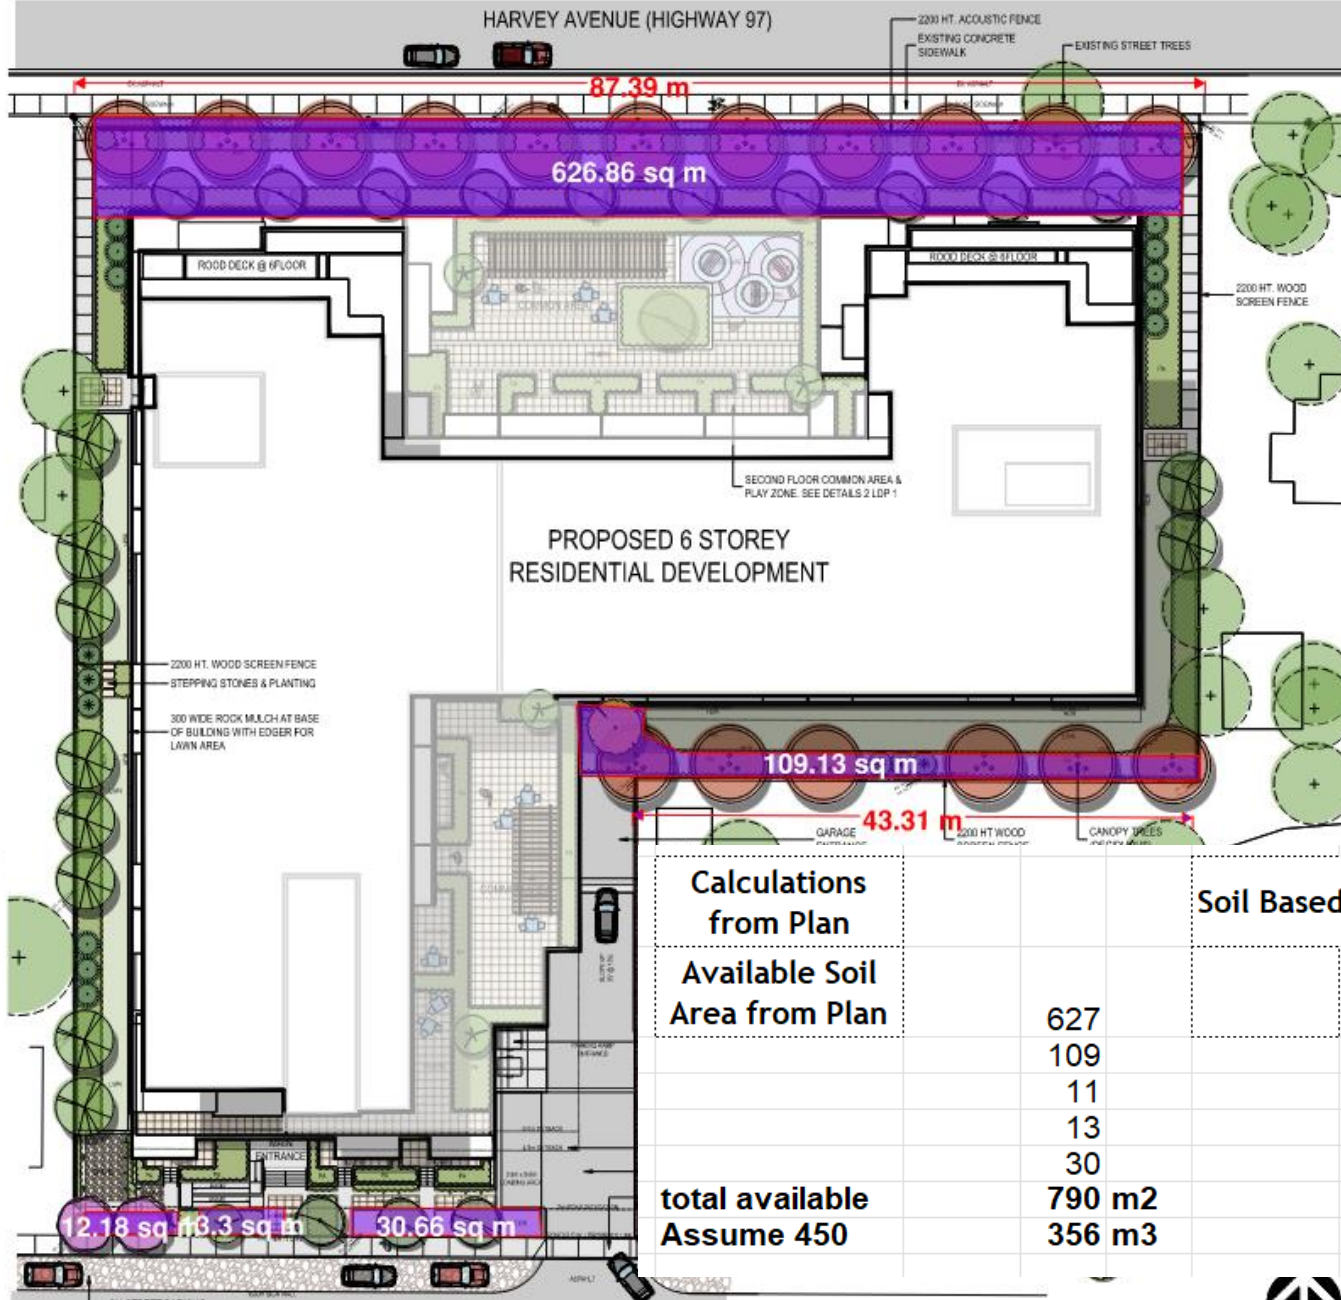 HARVEY AVENUE (HIGHWAY 97)
2200 HT. ACOUSTIC FENCE
EXISTING CONCRETE
SIDEWALK
EXISTING STREET TREES
87.39 m
626.86 sq m
ROOD DECK @ 6FLOOR
ROOD DECK @ 6FLOOR
2200 HT. WOOD
SCREEN FENCE
SECOND FLOOR COMMON AREA &
PLAY ZONE. SEE DETAILS 2 LDP 1
PROPOSED 6 STOREY
RESIDENTIAL DEVELOPMENT
2200 HT. WOOD SCREEN FENCE
STEPPING STONES & PLANTING
300 WIDE ROCK MULCH AT BASE
OF BUILDING WITH EDGER FOR
LAWN AREA
109.13 sq m
43.31 m
GARAGE
2200 HT WOOD
CANOPY TREES
Calculations
from Plan
Soil Based
Available Soil
Area from Plan
627
109
11
13
30
total available 790 m2
Assume 450 356 m3
ENTRANCE
12.18 sq m
13.3 sq m
30.66 sq m
ASPHALT